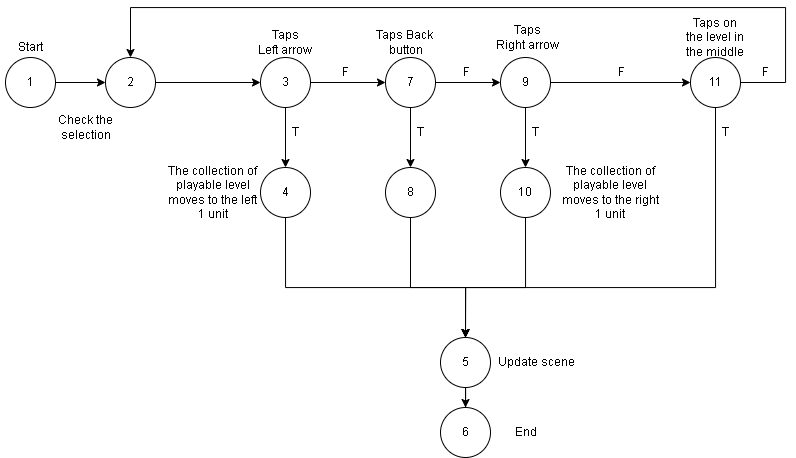 Start
1
2
Check the
selection
Taps
Left arrow
3
F
T
The collection of
playable level
moves to the left
1 unit
4
Taps Back
button
7
F
T
8
Taps
Right arrow
9
F
T
10
The collection of
playable level
moves to the right
1 unit
Taps on
the level in
the middle
11
F
T
5
Update scene
6
End